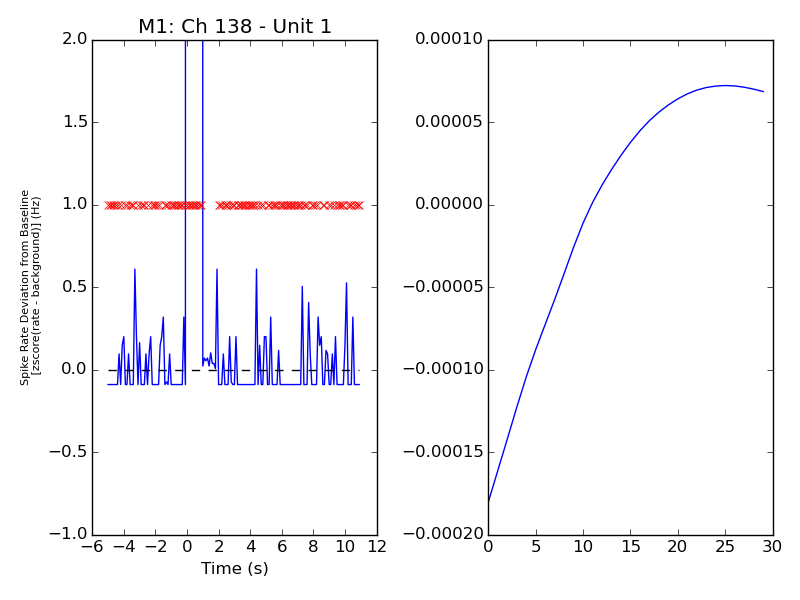 M1: Ch 138 - Unit 1
2.0
1.5
1.0
0.5
0.0
−0.5
−1.0
Spike Rate Deviation from Baseline
[zscore(rate - background)] (Hz)
−6 −4 −2 0 2 4 6 8 10 12
Time (s)
0.00010
0.00005
0.00000
−0.00005
−0.00010
−0.00015
−0.00020
0 5 10 15 20 25 30